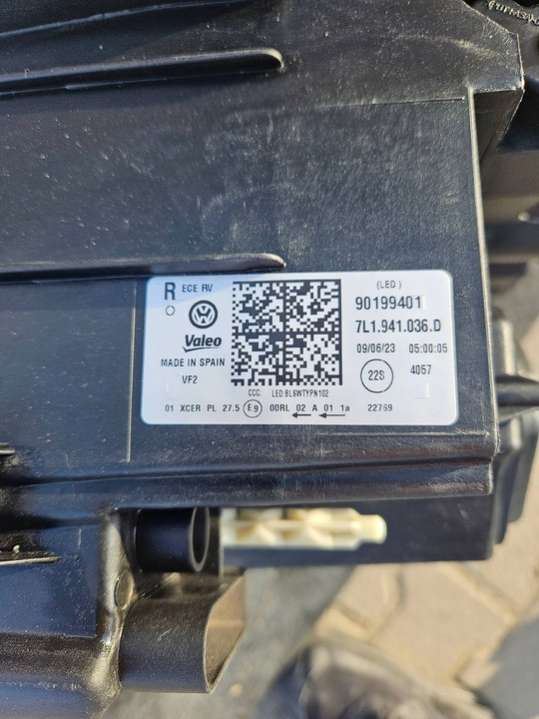 (LED)
R ECE RV
90199401
7L1.941.036.D
Valeo
09/06/23 05:00:05
MADE IN SPAIN
VF2
22S 4057
CCC: LED:BL5WTYPN102
01 XCER PL 27.5 E9 00RL 02 A 01 1a 22769